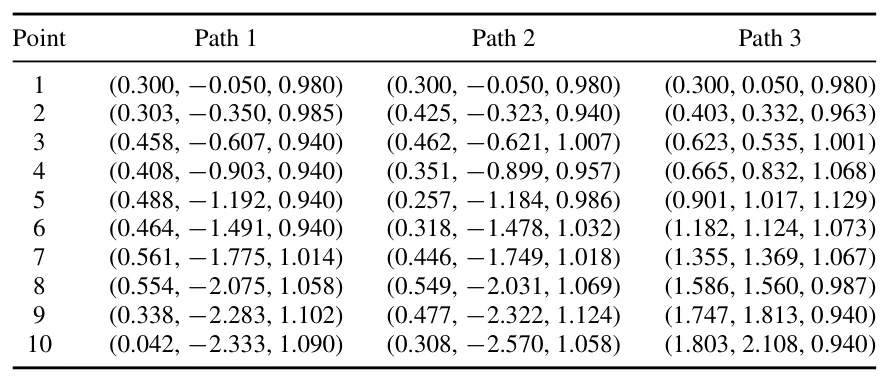 Point Path 1 Path 2 Path 3
1 (0.300, −0.050, 0.980) (0.300, −0.050, 0.980) (0.300, 0.050, 0.980)
2 (0.303, −0.350, 0.985) (0.425, −0.323, 0.940) (0.403, 0.332, 0.963)
3 (0.458, −0.607, 0.940) (0.462, −0.621, 1.007) (0.623, 0.535, 1.001)
4 (0.408, −0.903, 0.940) (0.351, −0.899, 0.957) (0.665, 0.832, 1.068)
5 (0.488, −1.192, 0.940) (0.257, −1.184, 0.986) (0.901, 1.017, 1.129)
6 (0.464, −1.491, 0.940) (0.318, −1.478, 1.032) (1.182, 1.124, 1.073)
7 (0.561, −1.775, 1.014) (0.446, −1.749, 1.018) (1.355, 1.369, 1.067)
8 (0.554, −2.075, 1.058) (0.549, −2.031, 1.069) (1.586, 1.560, 0.987)
9 (0.338, −2.283, 1.102) (0.477, −2.322, 1.124) (1.747, 1.813, 0.940)
10 (0.042, −2.333, 1.090) (0.308, −2.570, 1.058) (1.803, 2.108, 0.940)